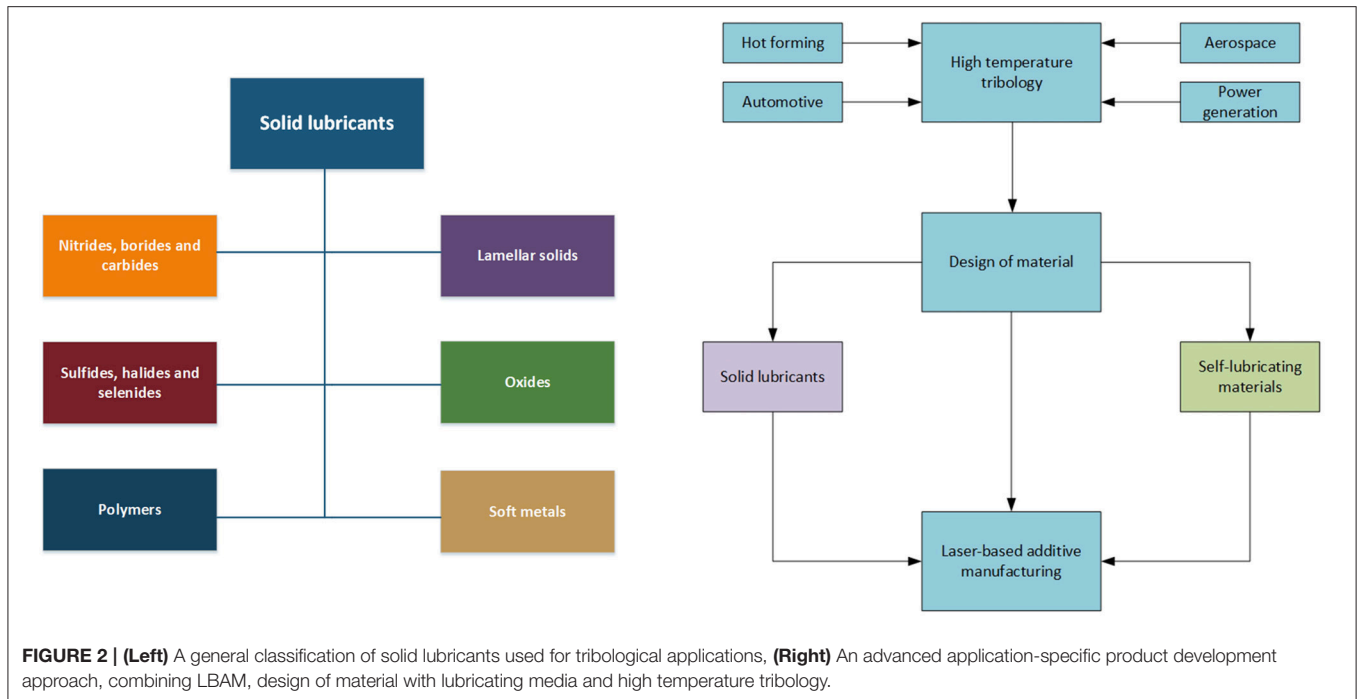 Solid lubricants
Nitrides, borides and
carbides
Lamellar solids
Sulfides, halides and
selenides
Oxides
Polymers
Soft metals
Hot forming
Automotive
High temperature
tribology
Aerospace
Power
generation
Design of material
Solid lubricants
Self-lubricating
materials
Laser-based additive
manufacturing
FIGURE 2 | (Left) A general classification of solid lubricants used for tribological applications, (Right) An advanced application-specific product development
approach, combining LBAM, design of material with lubricating media and high temperature tribology.